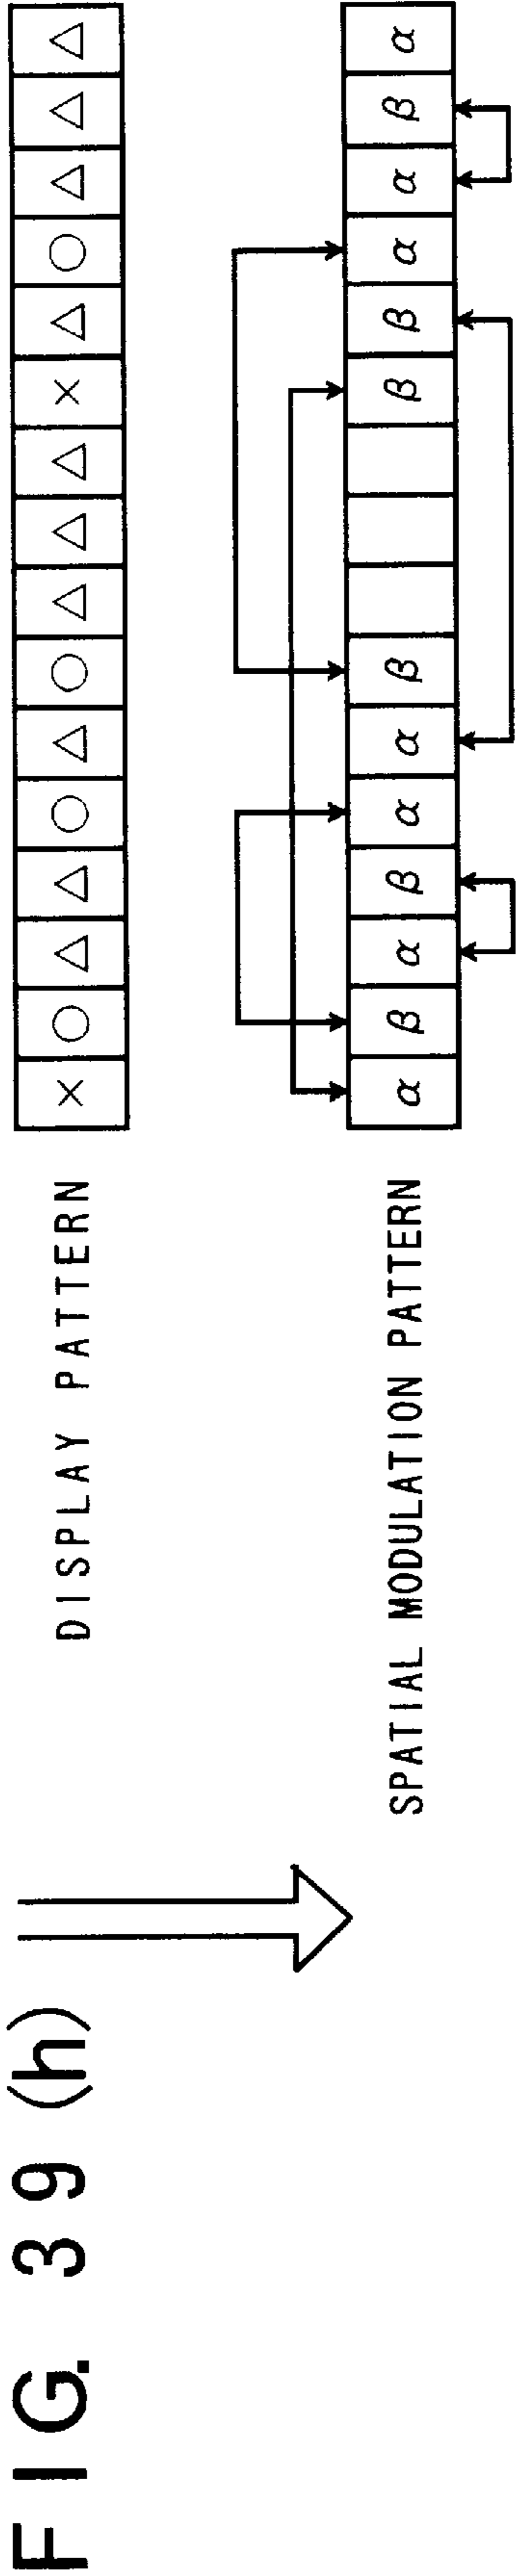 FIG. 39 (h)
DISPLAY PATTERN × ○ △ △ ○ △ ○ △ △ △ × △ ○ △ △ △
SPATIAL MODULATION PATTERN α β α β α α β β β α α β α